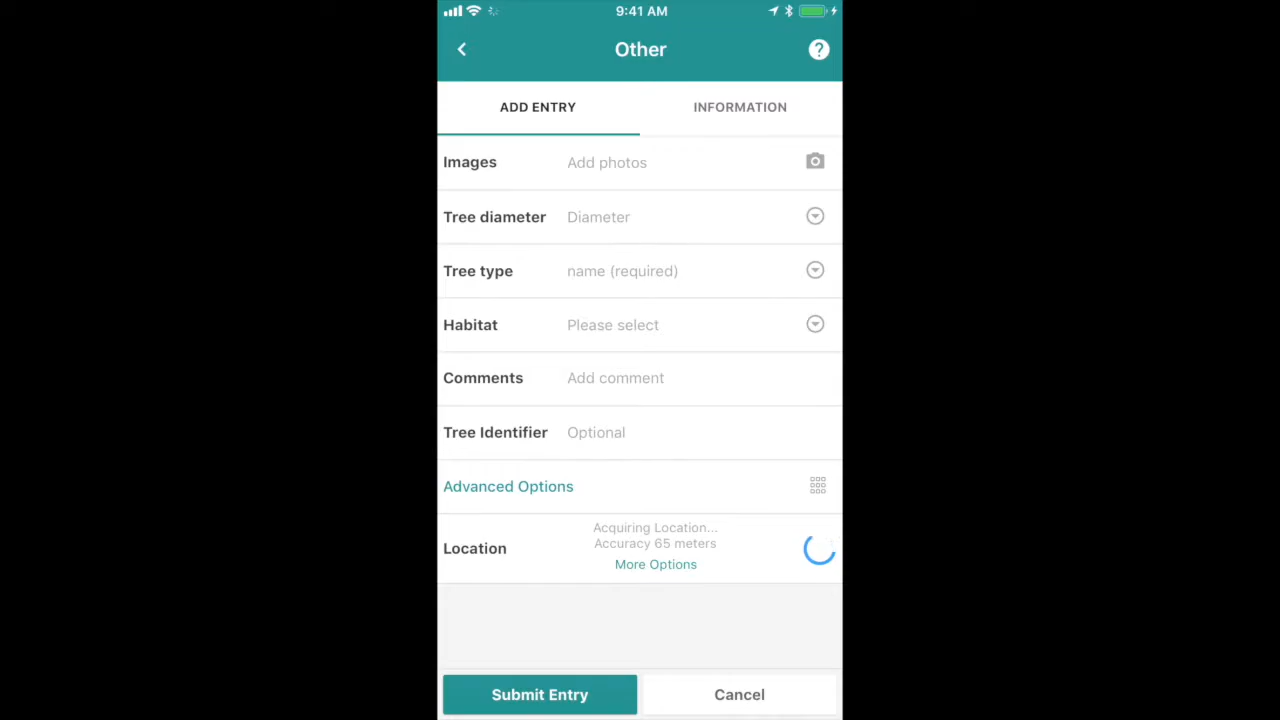 9:41 AM
Other
ADD ENTRY INFORMATION
Images Add photos
Tree diameter Diameter
Tree type name (required)
Habitat Please select
Comments Add comment
Tree Identifier Optional
Advanced Options
Acquiring Location...
Location Accuracy 65 meters
More Options
Submit Entry Cancel